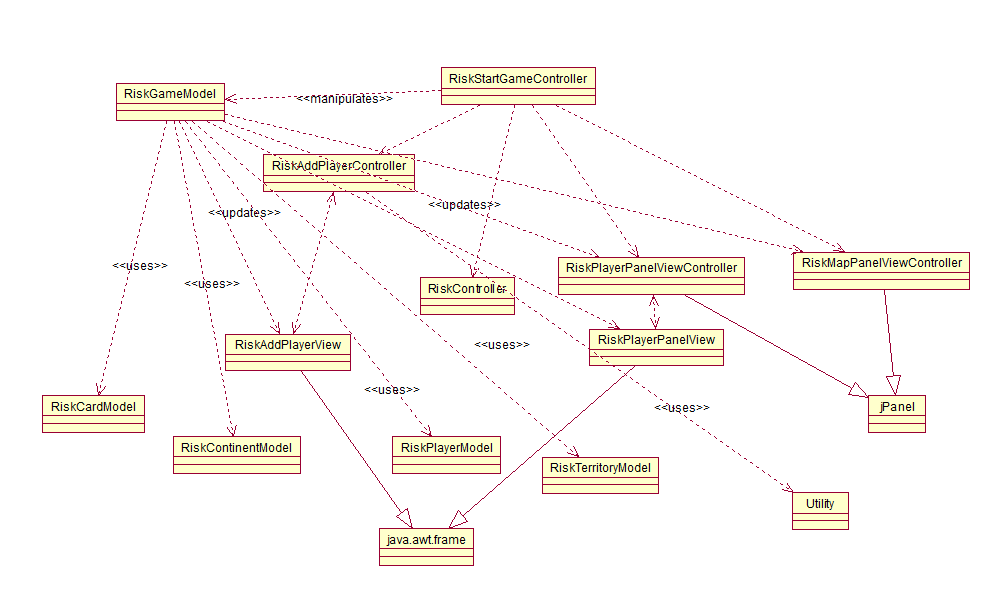 RiskStartGameController
RiskGameModel
<<manipulates>>
RiskAddPlayerController
<<updates>>
<<updates>>
<<uses>>
RiskPlayerPanelViewController
RiskMapPanelViewController
<<uses>>
RiskController
RiskAddPlayerView
<<uses>>
RiskPlayerPanelView
<<uses>>
RiskCardModel
<<uses>>
jPanel
RiskContinentModel
RiskPlayerModel
RiskTerritoryModel
Utility
java.awt.frame